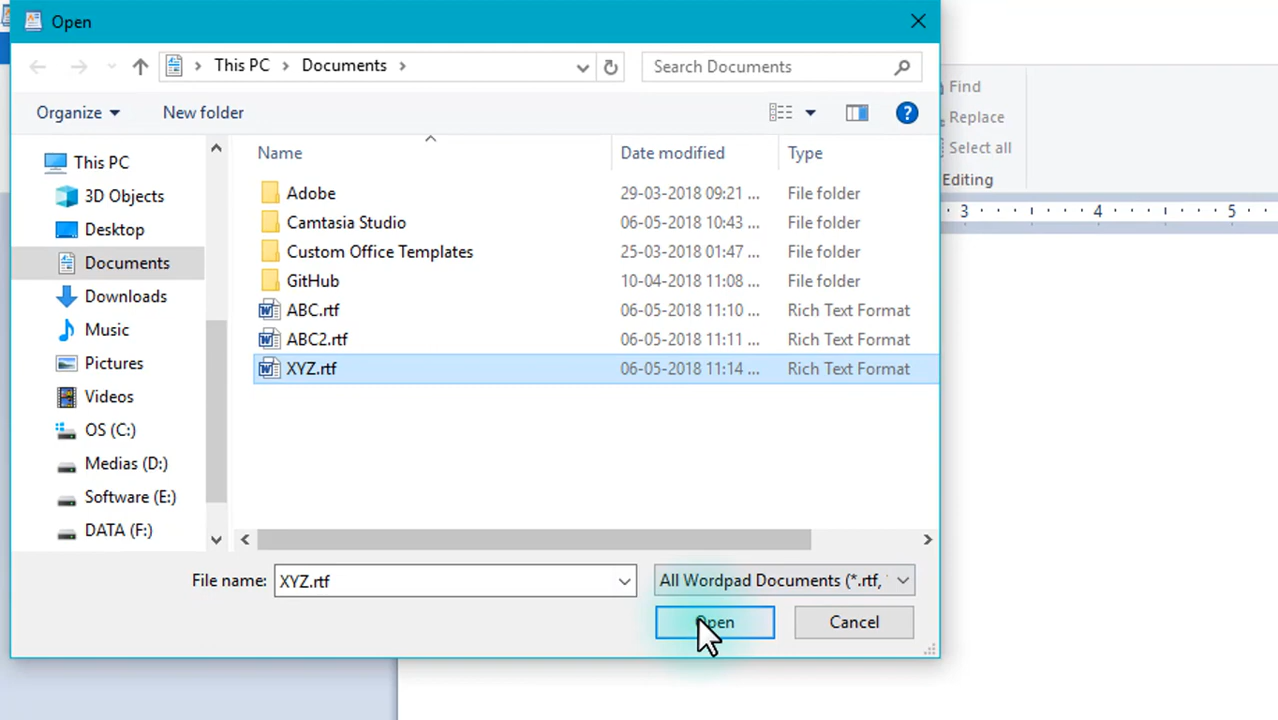 Open
This PC > Documents >
Search Documents
Organize
New folder
Find
Replace
Select all
Editing
3 4 5
This PC
3D Objects
Desktop
Documents
Downloads
Music
Pictures
Videos
OS (C:)
Medias (D:)
Software (E:)
DATA (F:)
Name Date modified Type
Adobe 29-03-2018 09:21 ... File folder
Camtasia Studio 06-05-2018 10:43 ... File folder
Custom Office Templates 25-03-2018 01:47 ... File folder
GitHub 10-04-2018 11:08 ... File folder
ABC.rtf 06-05-2018 11:10 ... Rich Text Format
ABC2.rtf 06-05-2018 11:11 ... Rich Text Format
XYZ.rtf 06-05-2018 11:14 ... Rich Text Format
File name: XYZ.rtf
All Wordpad Documents (*.rtf,
Open
Cancel